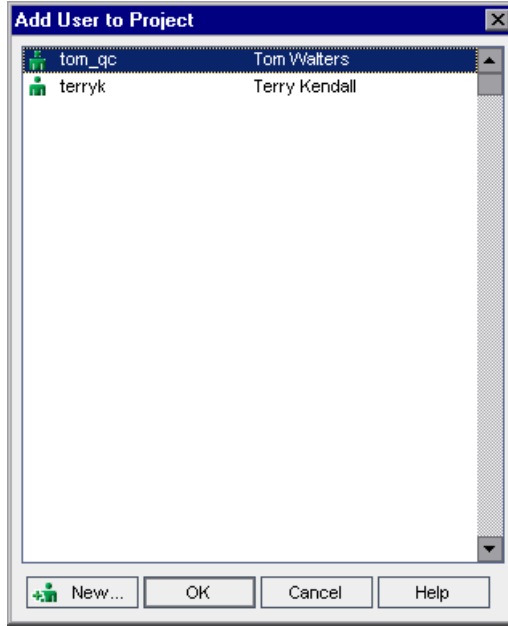 Add User to Project
tom_qc Tom Walters
terryk Terry Kendall
New... OK Cancel Help